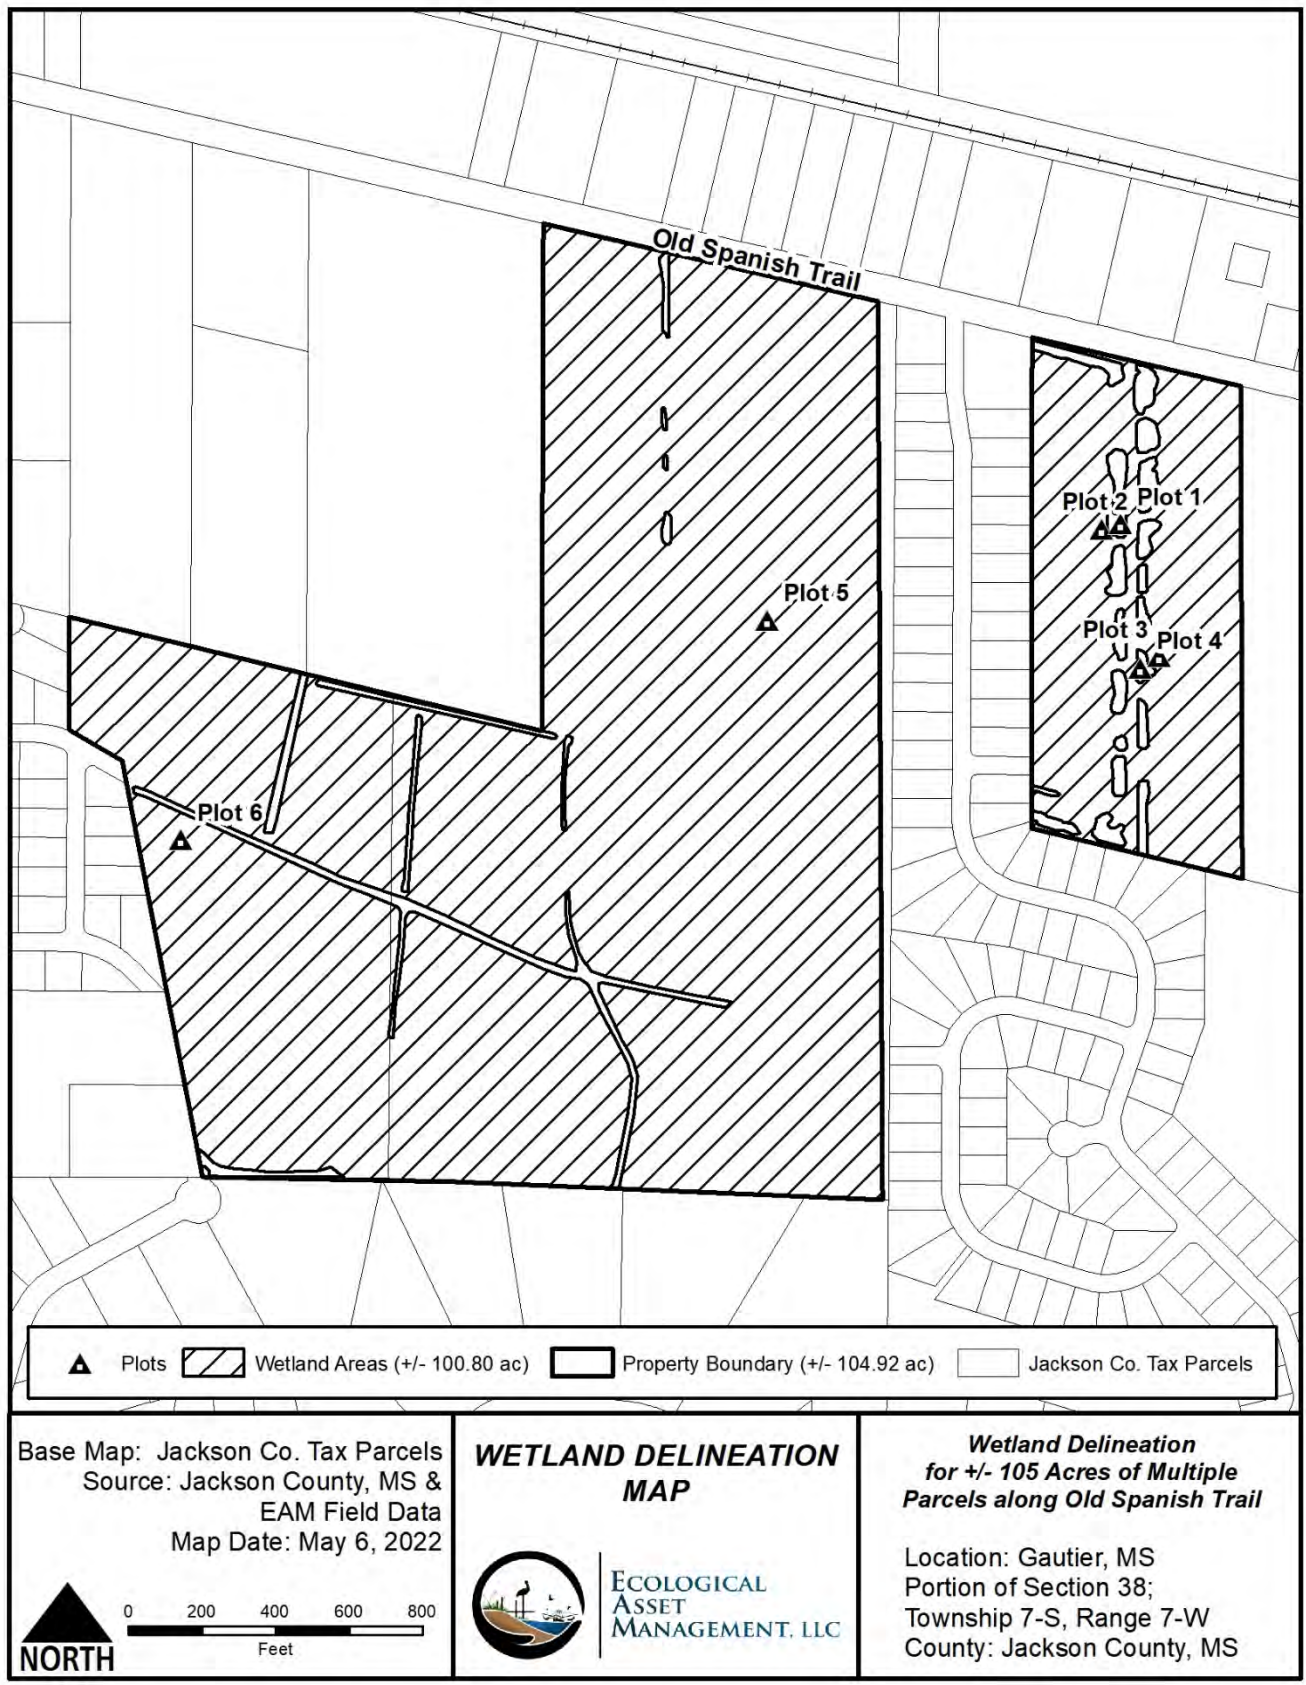 Old Spanish Trail
Plot 2
Plot 1
Plot 5
Plot 3
Plot 4
Plot 6
Plots
Wetland Areas (+/- 100.80 ac)
Property Boundary (+/- 104.92 ac)
Jackson Co. Tax Parcels
Base Map: Jackson Co. Tax Parcels
Source: Jackson County, MS &
EAM Field Data
Map Date: May 6, 2022
NORTH
0 200 400 600 800
Feet
WETLAND DELINEATION
MAP
ECOLOGICAL
ASSET
MANAGEMENT, LLC
Wetland Delineation
for +/- 105 Acres of Multiple
Parcels along Old Spanish Trail
Location: Gautier, MS
Portion of Section 38;
Township 7-S, Range 7-W
County: Jackson County, MS